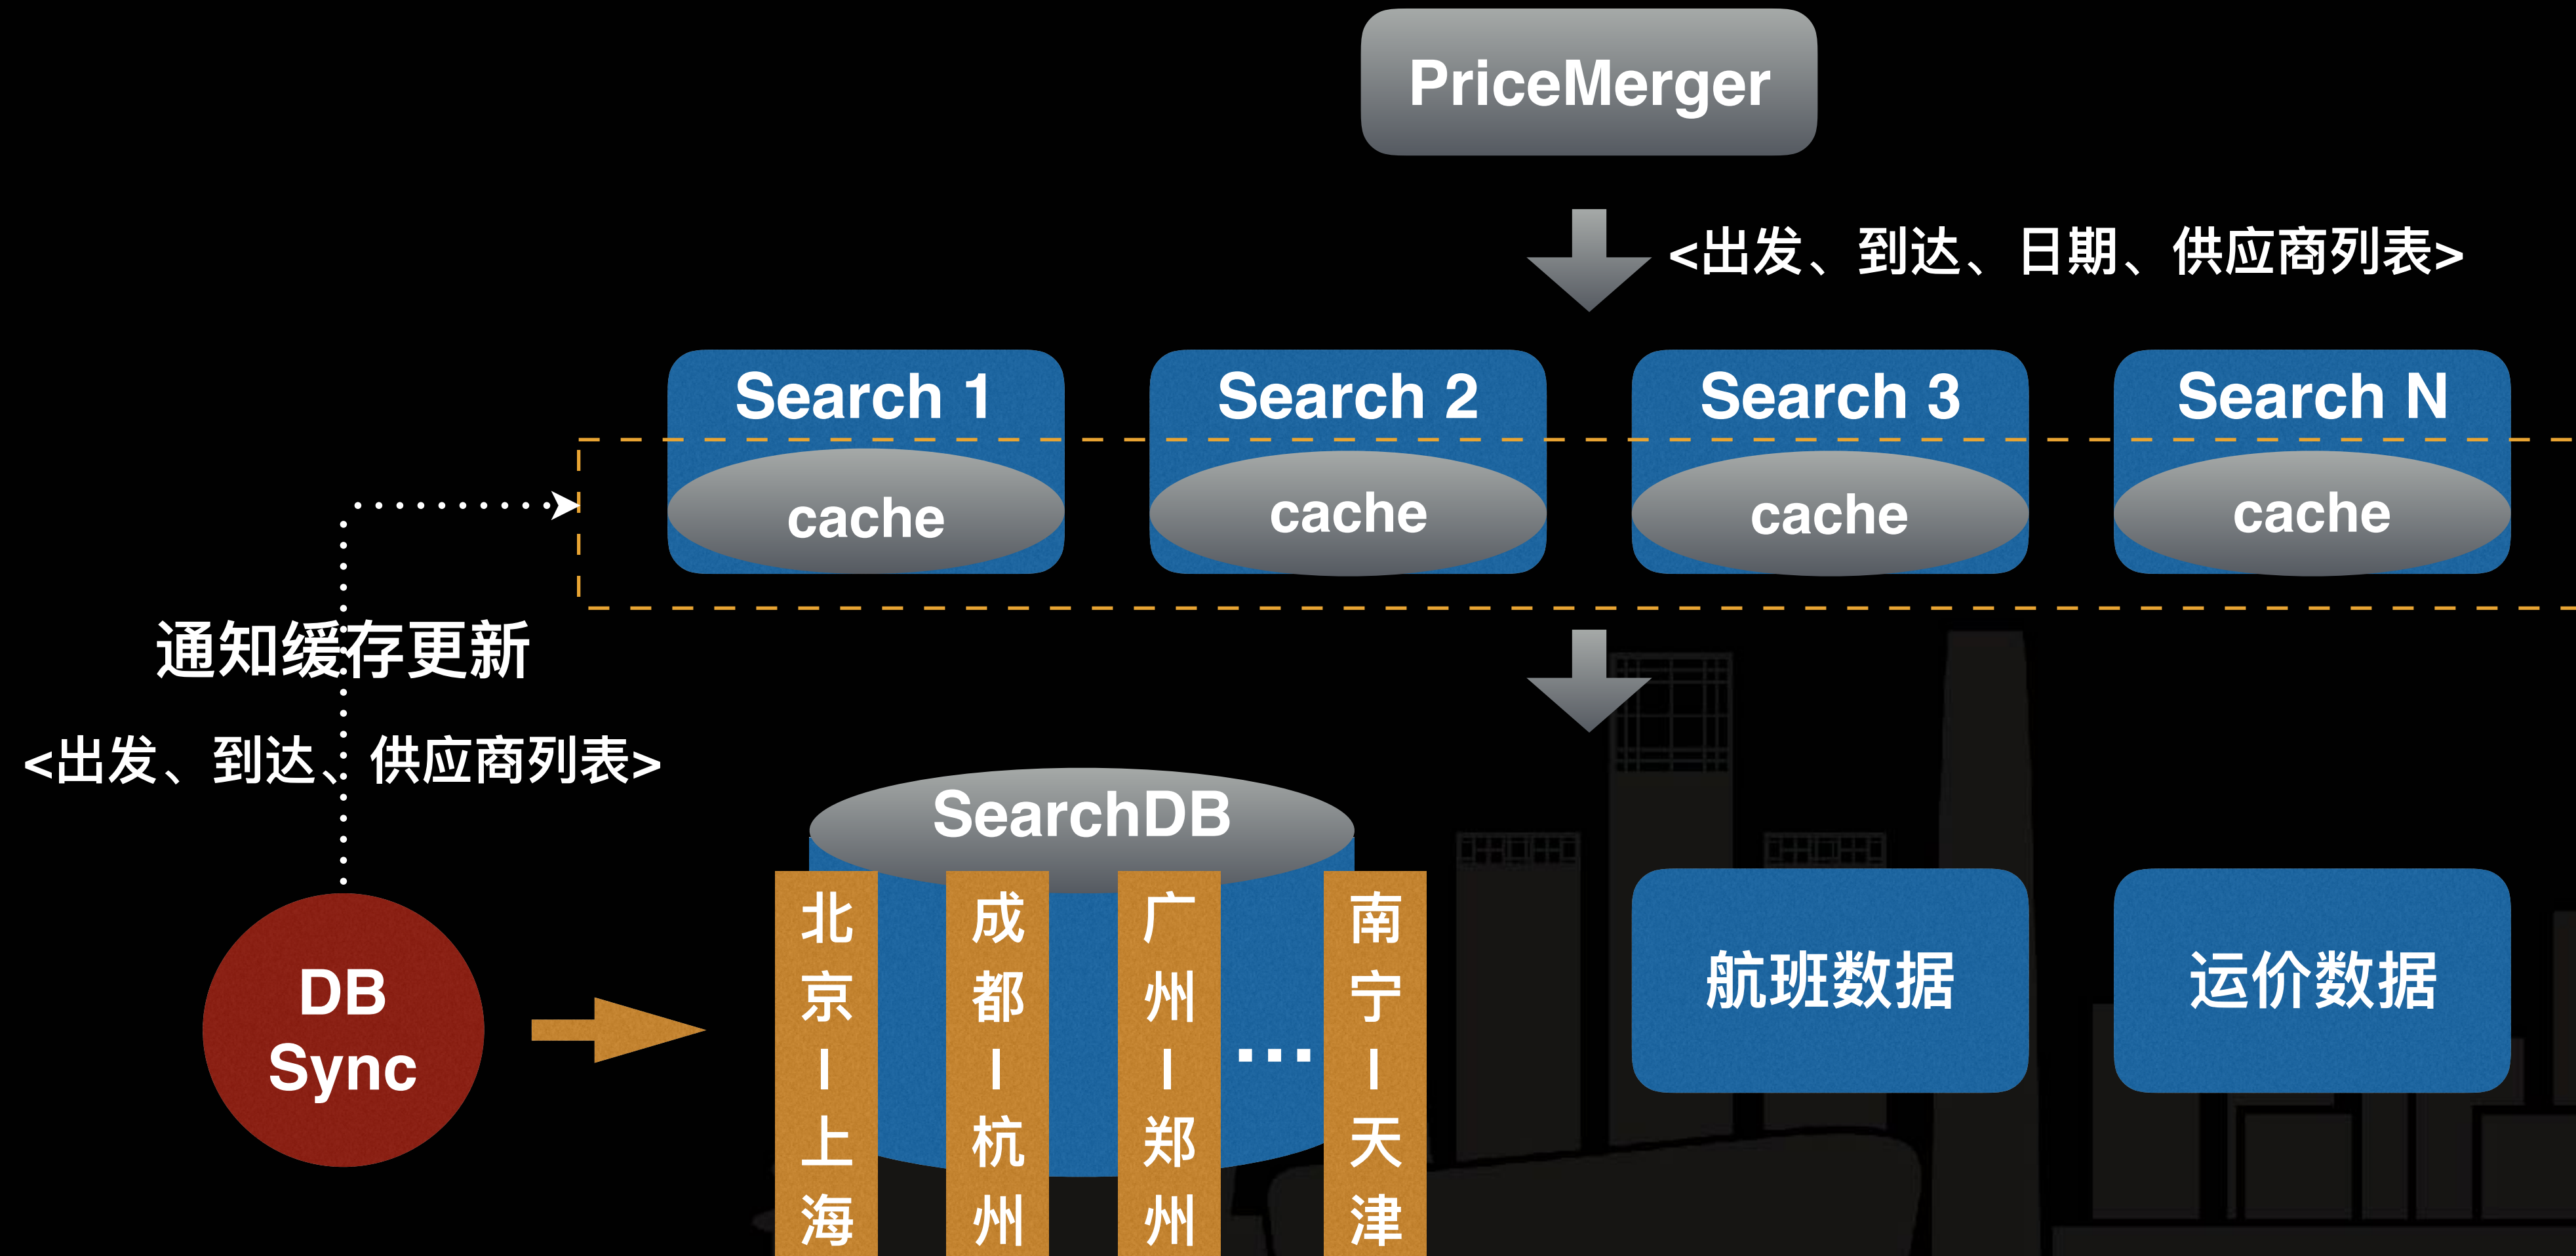 PriceMerger
<出发、到达、日期、供应商列表>
Search 1
Search 2
Search 3
Search N
cache
cache
cache
cache
通知缓存更新
<出发、到达、供应商列表>
SearchDB
DB
Sync
北京-上海
成都-杭州
广州-郑州
...
南宁-天津
航班数据
运价数据